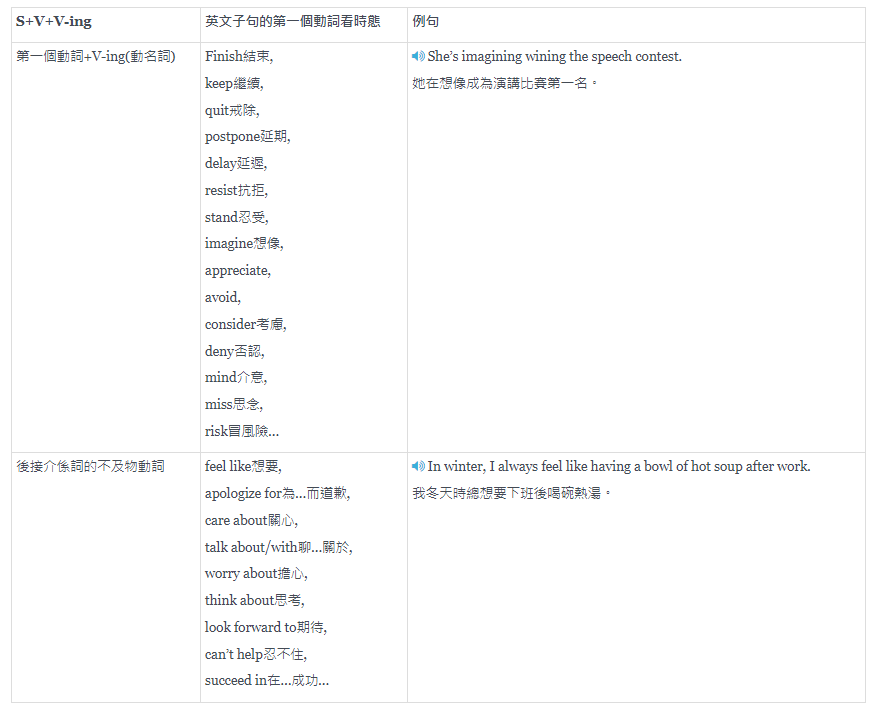 S+V+V-ing
英文子句的第一個動詞看時態
例句
第一個動詞+V-ing(動名詞)
Finish結束,
keep繼續,
quit戒除,
postpone延期,
delay延遲,
resist抗拒,
stand忍受,
imagine想像,
appreciate,
avoid,
consider考慮,
deny否認,
mind介意,
miss思念,
risk冒風險…
She’s imagining wining the speech contest.
她在想像成為演講比賽第一名。
後接介係詞的不及物動詞
feel like想要,
apologize for為…而道歉,
care about關心,
talk about/with聊…關於,
worry about擔心,
think about思考,
look forward to期待,
can’t help忍不住,
succeed in在…成功…
In winter, I always feel like having a bowl of hot soup after work.
我冬天時總想要下班後喝碗熱湯。